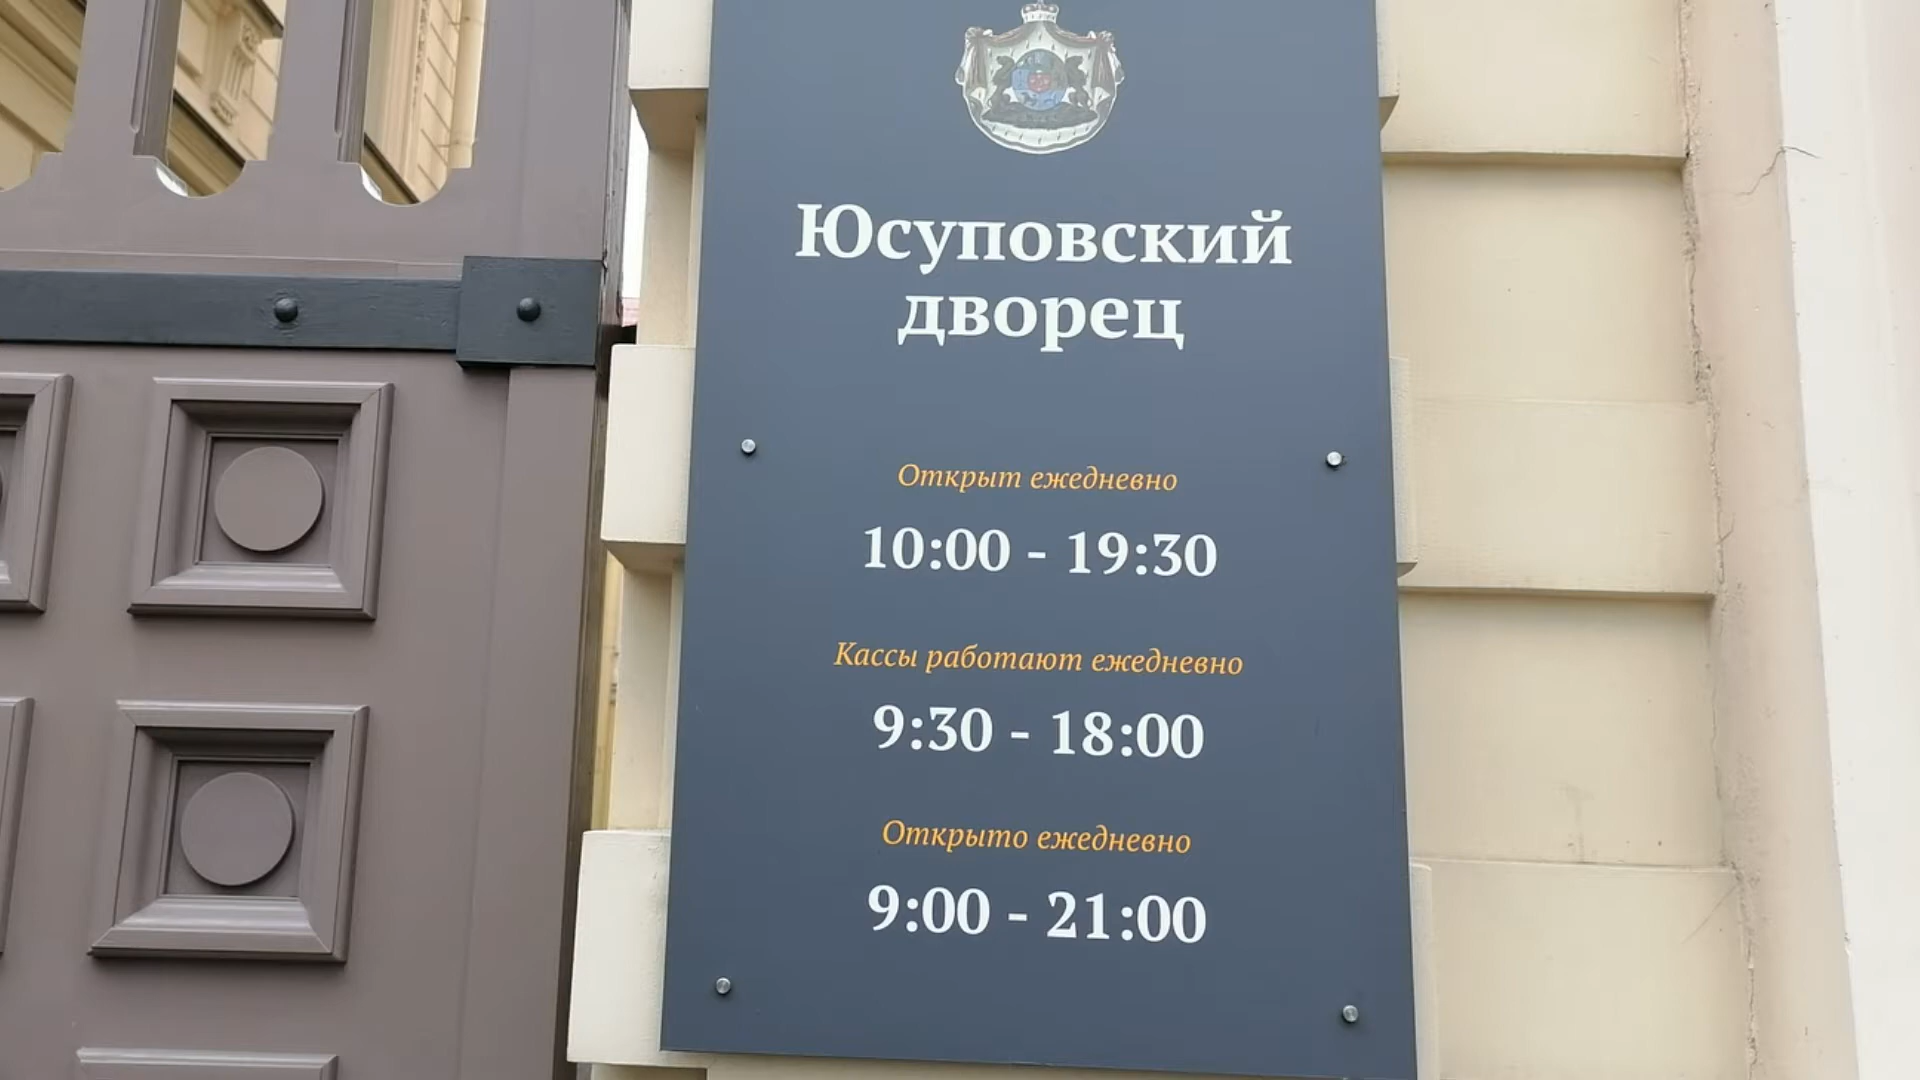 Юсуповский
дворец
Открыт ежедневно
10:00 - 19:30
Кассы работают ежедневно
9:30 - 18:00
Открыто ежедневно
9:00 - 21:00